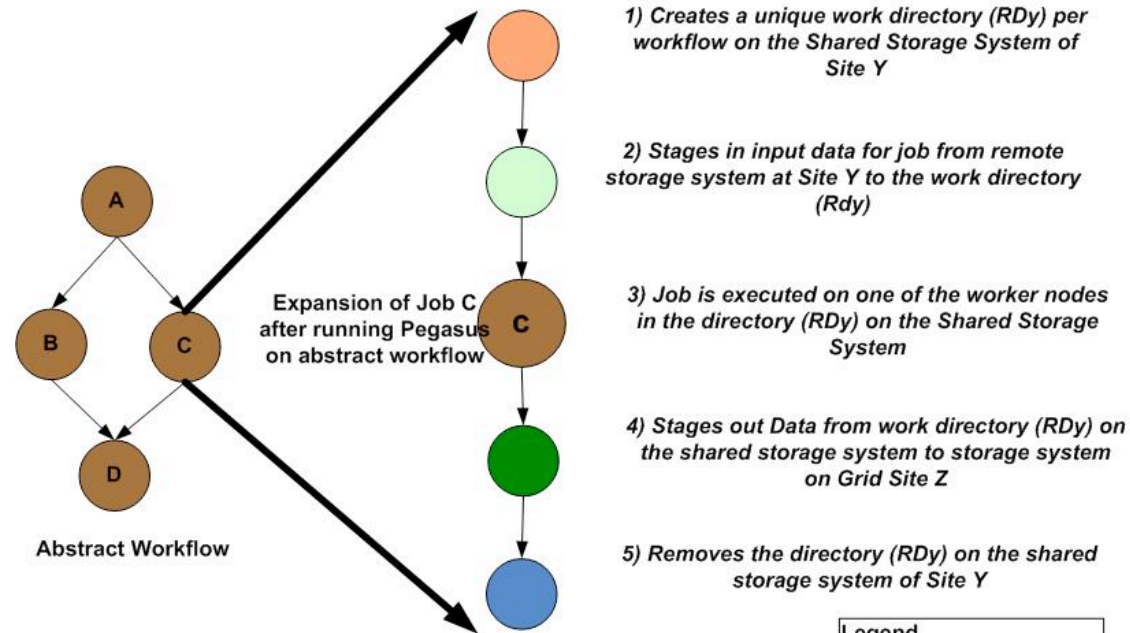 1) Creates a unique work directory (RDy) per
workflow on the Shared Storage System of
Site Y
2) Stages in input data for job from remote
storage system at Site Y to the work directory
(Rdy)
A
B
C
D
Abstract Workflow
Expansion of Job C
after running Pegasus
on abstract workflow
c
3) Job is executed on one of the worker nodes
in the directory (RDy) on the Shared Storage
System
4) Stages out Data from work directory (RDy) on
the shared storage system to storage system
on Grid Site Z
5) Removes the directory (RDy) on the shared
storage system of Site Y
Legend